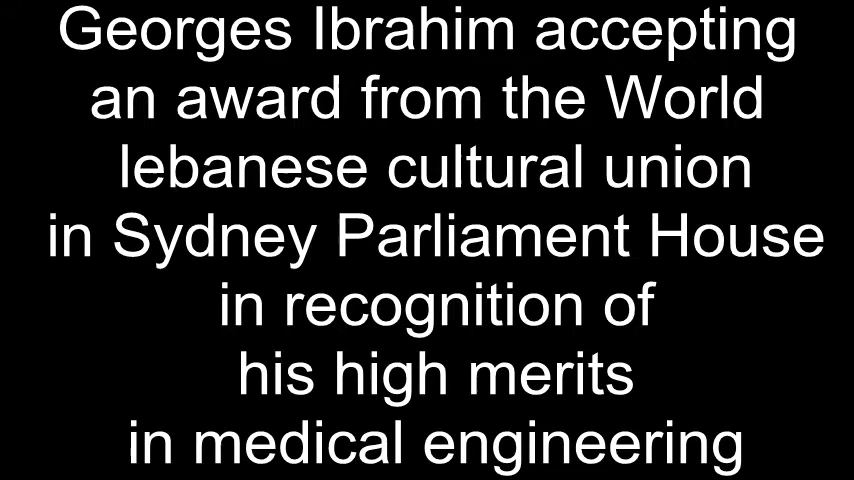 Georges Ibrahim accepting
an award from the World
lebanese cultural union
in Sydney Parliament House
in recognition of
his high merits
in medical engineering